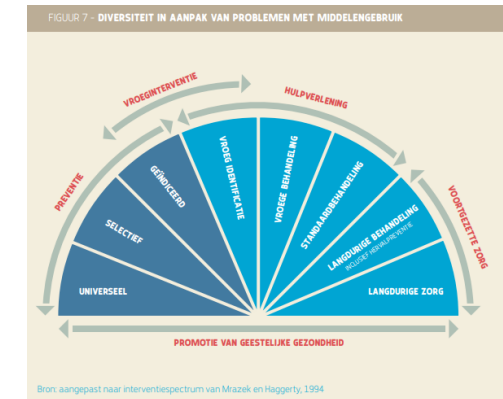 FIGUUR 7 - DIVERSITEIT IN AANPAK VAN PROBLEMEN MET MIDDELENGEBRUIK
VROEGINTERVENTIE
HULPVERLENING
PREVENTIE
VOORTGEZETTE ZORG
UNIVERSEEL
SELECTIEF
GEÏNDICEERD
VROEG IDENTIFICATIE
VROEGE BEHANDELING
STANDAARDBEHANDELING
LANGDURIGE BEHANDELING
INCLUSIEF HERVALPREVENTIE
LANGDURIGE ZORG
PROMOTIE VAN GEESTELIJKE GEZONDHEID
Bron: aangepast naar interventiespectrum van Mrazek en Haggerty, 1994